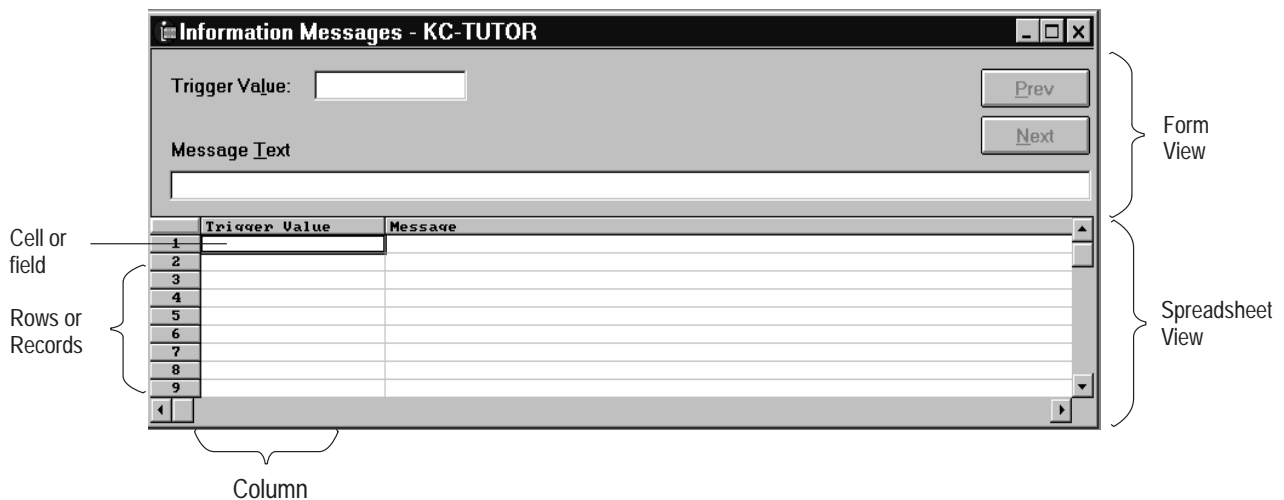 Information Messages - KC-TUTOR
Trigger Value:
Prev
Next
Message Text
Form
View
Trigger Value Message
1
2
3
4
5
6
7
8
9
Cell or
field
Rows or
Records
Spreadsheet
View
Column